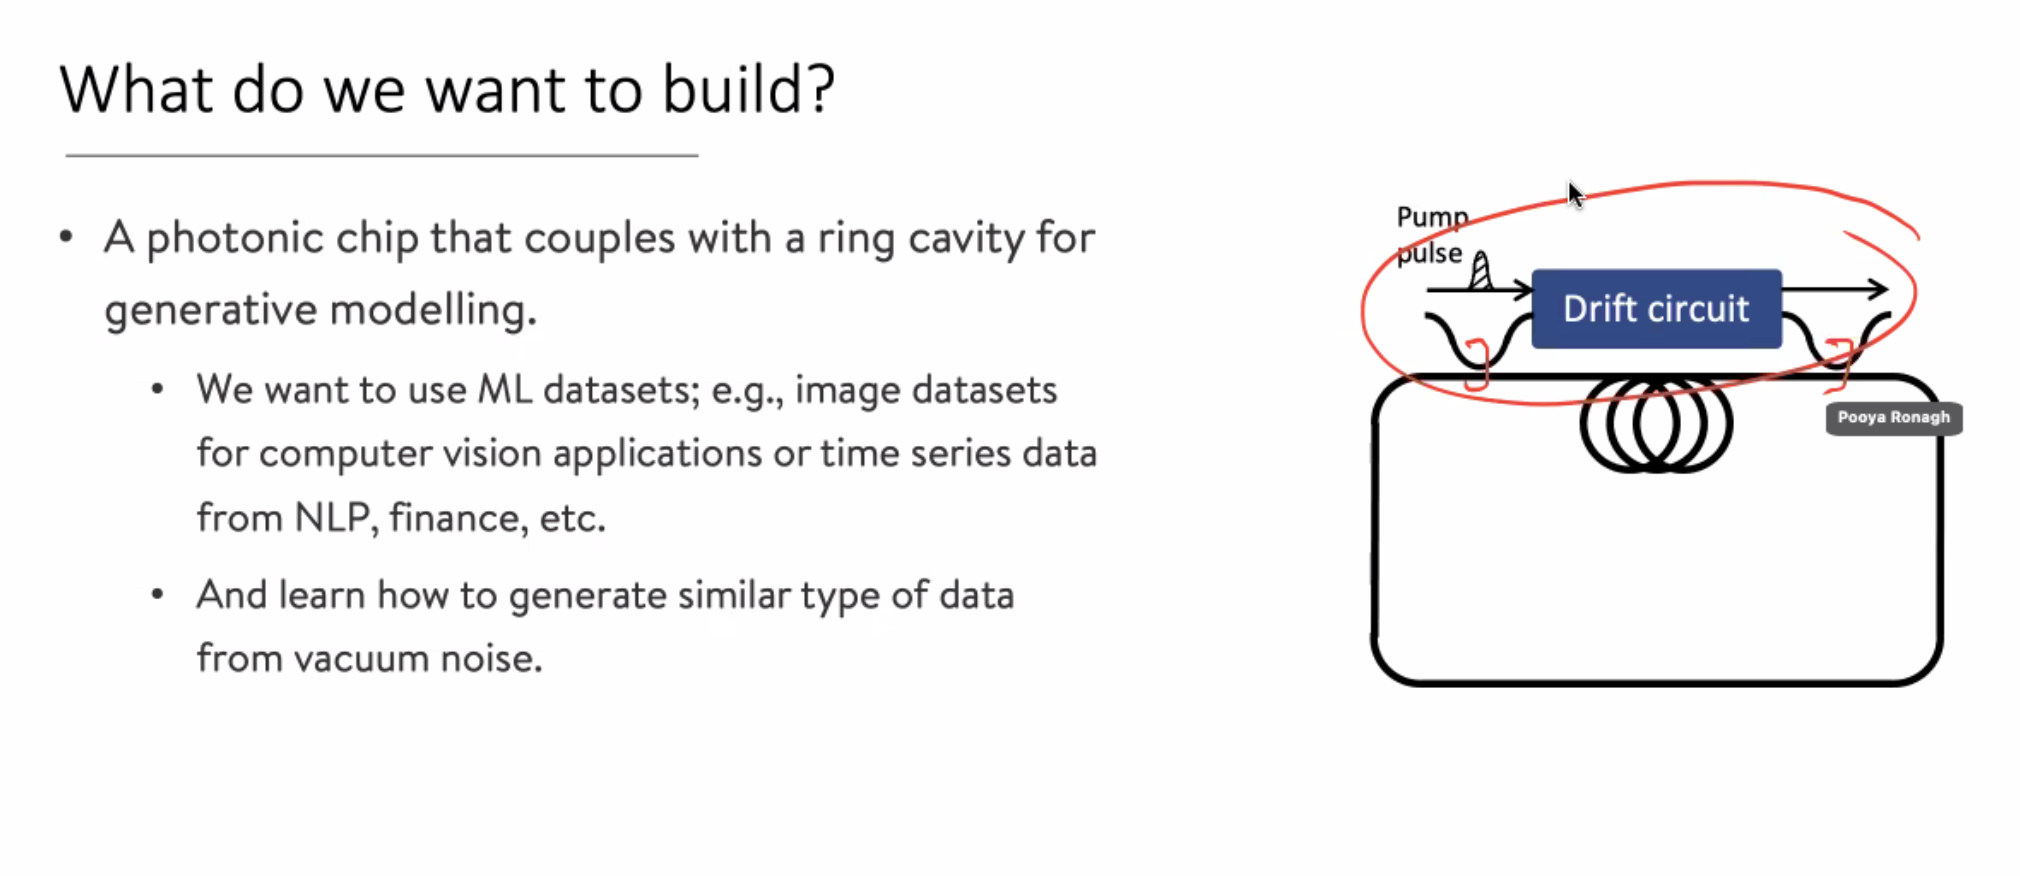 What do we want to build?
• A photonic chip that couples with a ring cavity for
generative modelling.
• We want to use ML datasets; e.g., image datasets
for computer vision applications or time series data
from NLP, finance, etc.
• And learn how to generate similar type of data
from vacuum noise.
Pump
pulse
Drift circuit
Pooya Ronagh